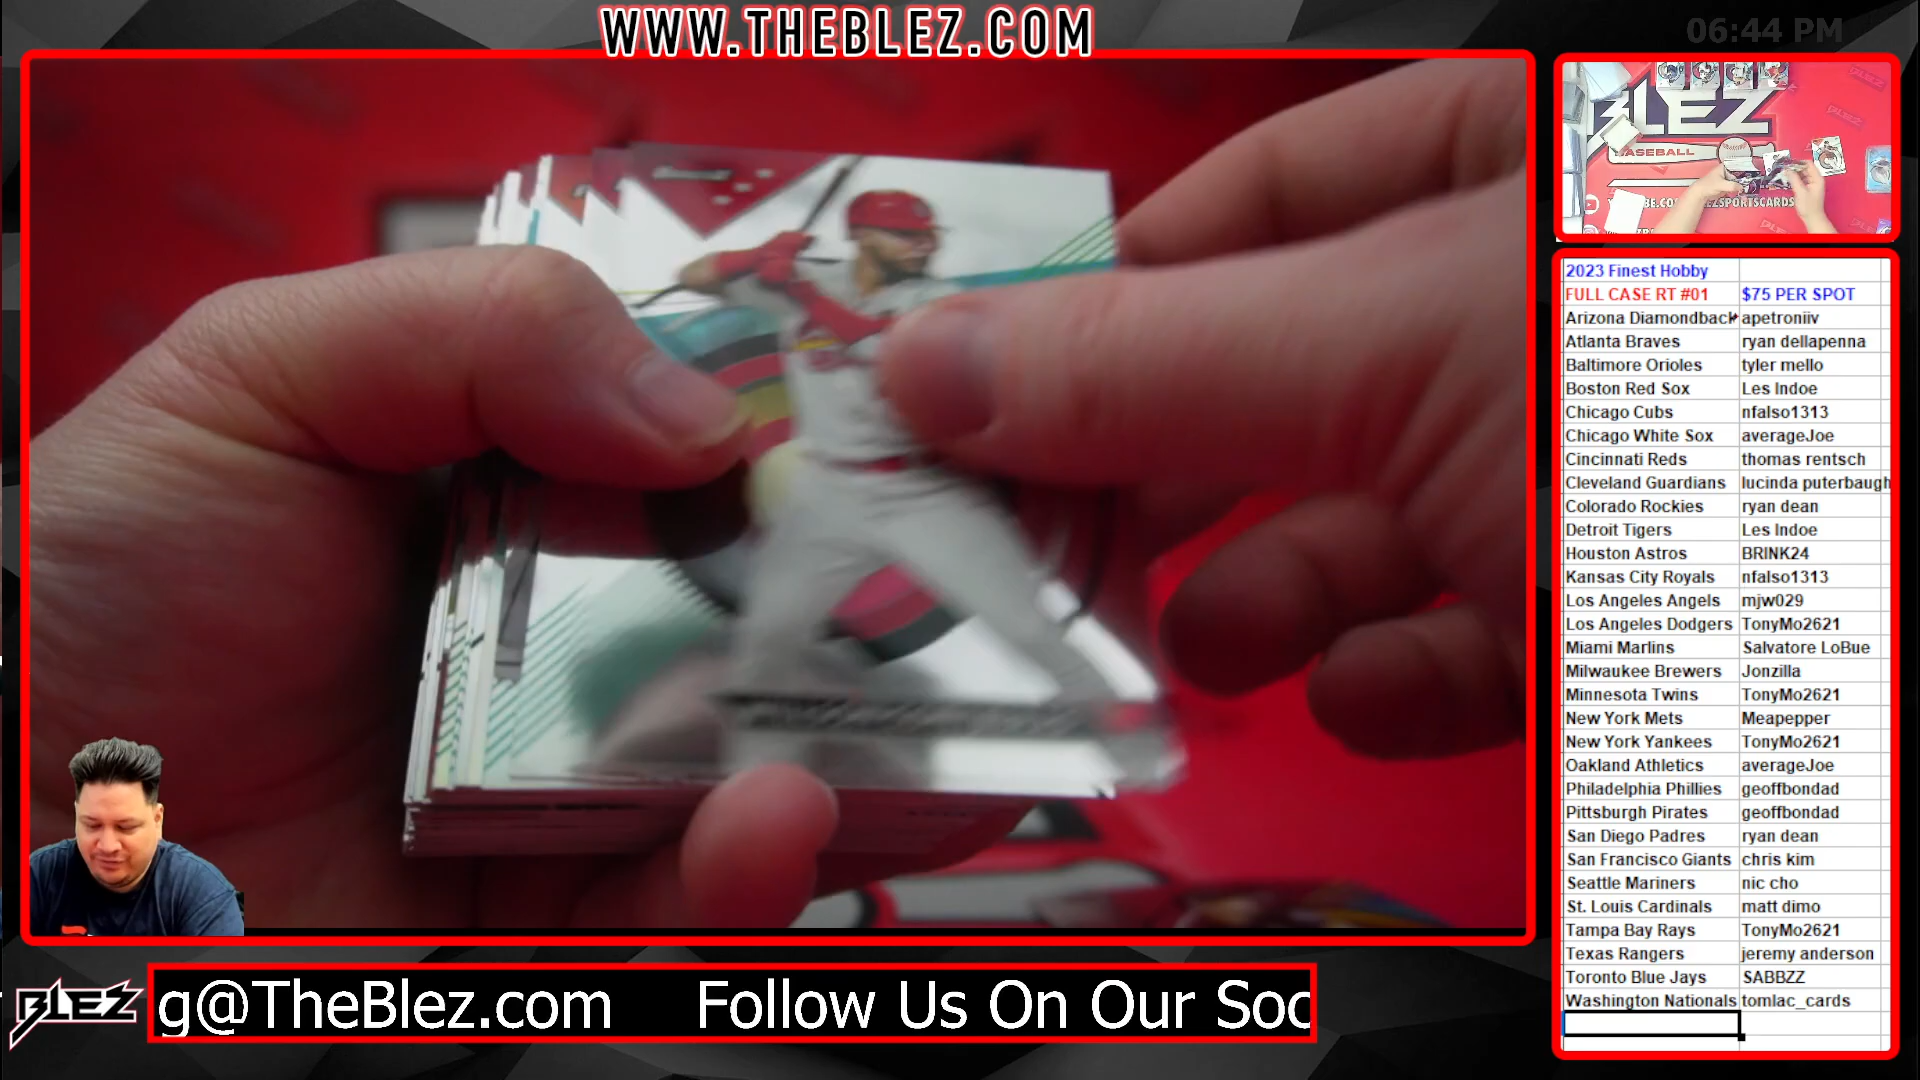 WWW.THEBLEZ.COM
06:44 PM
BLEZ
BASEBALL
2023 Finest Hobby
FULL CASE RT #01 $75 PER SPOT
Arizona Diamondback apetroniiv
Atlanta Braves ryan dellapenna
Baltimore Orioles tyler mello
Boston Red Sox Les Indoe
Chicago Cubs nfalso1313
Chicago White Sox averageJoe
Cincinnati Reds thomas rentsch
Cleveland Guardians lucinda puterbaugh
Colorado Rockies ryan dean
Detroit Tigers Les Indoe
Houston Astros BRINK24
Kansas City Royals nfalso1313
Los Angeles Angels mjw029
Los Angeles Dodgers TonyMo2621
Miami Marlins Salvatore LoBue
Milwaukee Brewers Jonzilla
Minnesota Twins TonyMo2621
New York Mets Meapepper
New York Yankees TonyMo2621
Oakland Athletics averageJoe
Philadelphia Phillies geoffbondad
Pittsburgh Pirates geoffbondad
San Diego Padres ryan dean
San Francisco Giants chris kim
Seattle Mariners nic cho
St. Louis Cardinals matt dimo
Tampa Bay Rays TonyMo2621
Texas Rangers jeremy anderson
Toronto Blue Jays SABBZZ
Washington Nationals tomlac_cards
BLEZ
g@TheBlez.com Follow Us On Our Soc